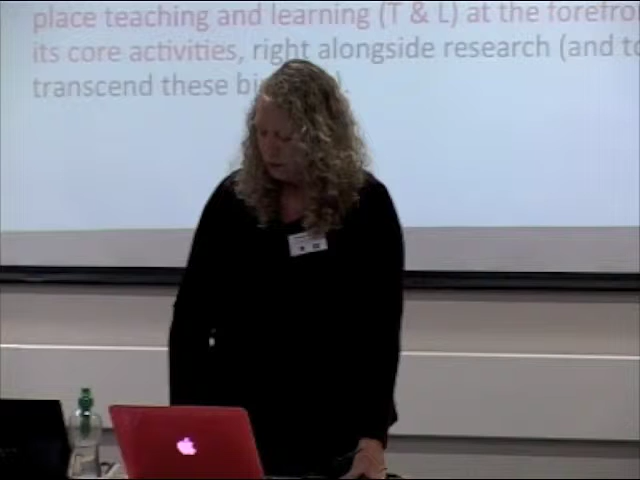 place teaching and learning (T & L) at the forefro
its core activities, right alongside research (and to
transcend these bi